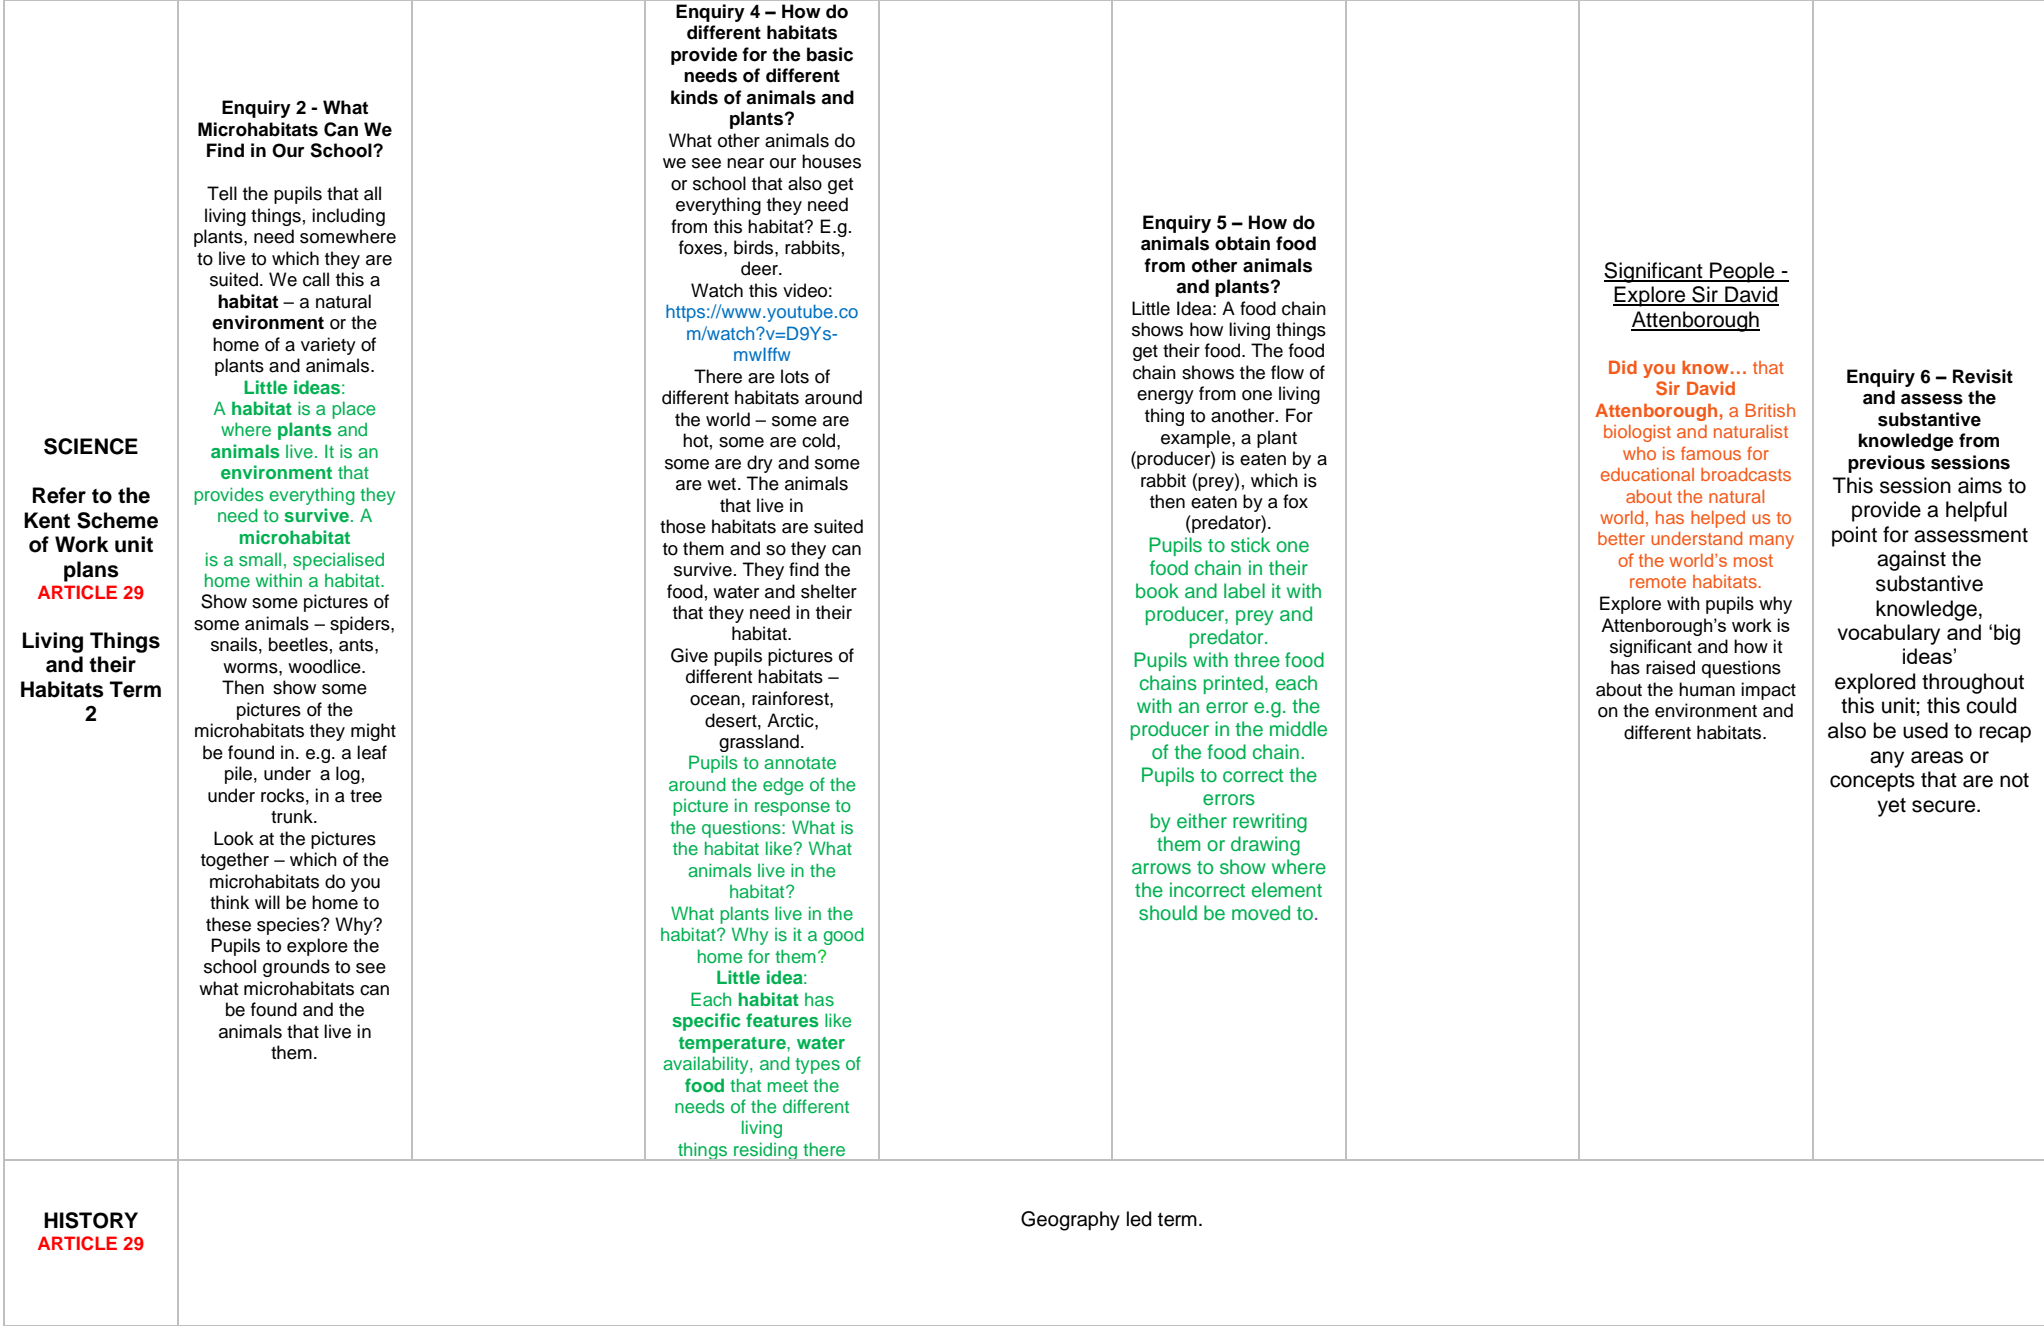 SCIENCE
Refer to the
Kent Scheme
of Work unit
plans
ARTICLE 29
Living Things
and their
Habitats Term
2
Enquiry 2 - What
Microhabitats Can We
Find in Our School?
Tell the pupils that all
living things, including
plants, need somewhere
to live to which they are
suited. We call this a
habitat – a natural
environment or the
home of a variety of
plants and animals.
Little ideas:
A habitat is a place
where plants and
animals live. It is an
environment that
provides everything they
need to survive. A
microhabitat
is a small, specialised
home within a habitat.
Show some pictures of
some animals – spiders,
snails, beetles, ants,
worms, woodlice.
Then show some
pictures of the
microhabitats they might
be found in. e.g. a leaf
pile, under a log,
under rocks, in a tree
trunk.
Look at the pictures
together – which of the
microhabitats do you
think will be home to
these species? Why?
Pupils to explore the
school grounds to see
what microhabitats can
be found and the
animals that live in
them.
Enquiry 4 – How do
different habitats
provide for the basic
needs of different
kinds of animals and
plants?
What other animals do
we see near our houses
or school that also get
everything they need
from this habitat? E.g.
foxes, birds, rabbits,
deer.
Watch this video:
https://www.youtube.co
m/watch?v=D9Ys-
mwIffw
There are lots of
different habitats around
the world – some are
hot, some are cold,
some are dry and some
are wet. The animals
that live in
those habitats are suited
to them and so they can
survive. They find the
food, water and shelter
that they need in their
habitat.
Give pupils pictures of
different habitats –
ocean, rainforest,
desert, Arctic,
grassland.
Pupils to annotate
around the edge of the
picture in response to
the questions: What is
the habitat like? What
animals live in the
habitat?
What plants live in the
habitat? Why is it a good
home for them?
Little idea:
Each habitat has
specific features like
temperature, water
availability, and types of
food that meet the
needs of the different
living
things residing there
Enquiry 5 – How do
animals obtain food
from other animals
and plants?
Little Idea: A food chain
shows how living things
get their food. The food
chain shows the flow of
energy from one living
thing to another. For
example, a plant
(producer) is eaten by a
rabbit (prey), which is
then eaten by a fox
(predator).
Pupils to stick one
food chain in their
book and label it with
producer, prey and
predator.
Pupils with three food
chains printed, each
with an error e.g. the
producer in the middle
of the food chain.
Pupils to correct the
errors
by either rewriting
them or drawing
arrows to show where
the incorrect element
should be moved to.
Significant People -
Explore Sir David
Attenborough
Did you know… that
Sir David
Attenborough, a British
biologist and naturalist
who is famous for
educational broadcasts
about the natural
world, has helped us to
better understand many
of the world's most
remote habitats.
Explore with pupils why
Attenborough's work is
significant and how it
has raised questions
about the human impact
on the environment and
different habitats.
Enquiry 6 – Revisit
and assess the
substantive
knowledge from
previous sessions
This session aims to
provide a helpful
point for assessment
against the
substantive
knowledge,
vocabulary and ‘big
ideas’
explored throughout
this unit; this could
also be used to recap
any areas or
concepts that are not
yet secure.
HISTORY
ARTICLE 29
Geography led term.